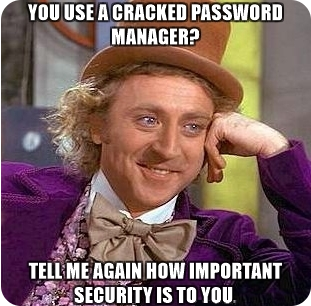 YOU USE A CRACKED PASSWORD
MANAGER?
TELL ME AGAIN HOW IMPORTANT
SECURITY IS TO YOU